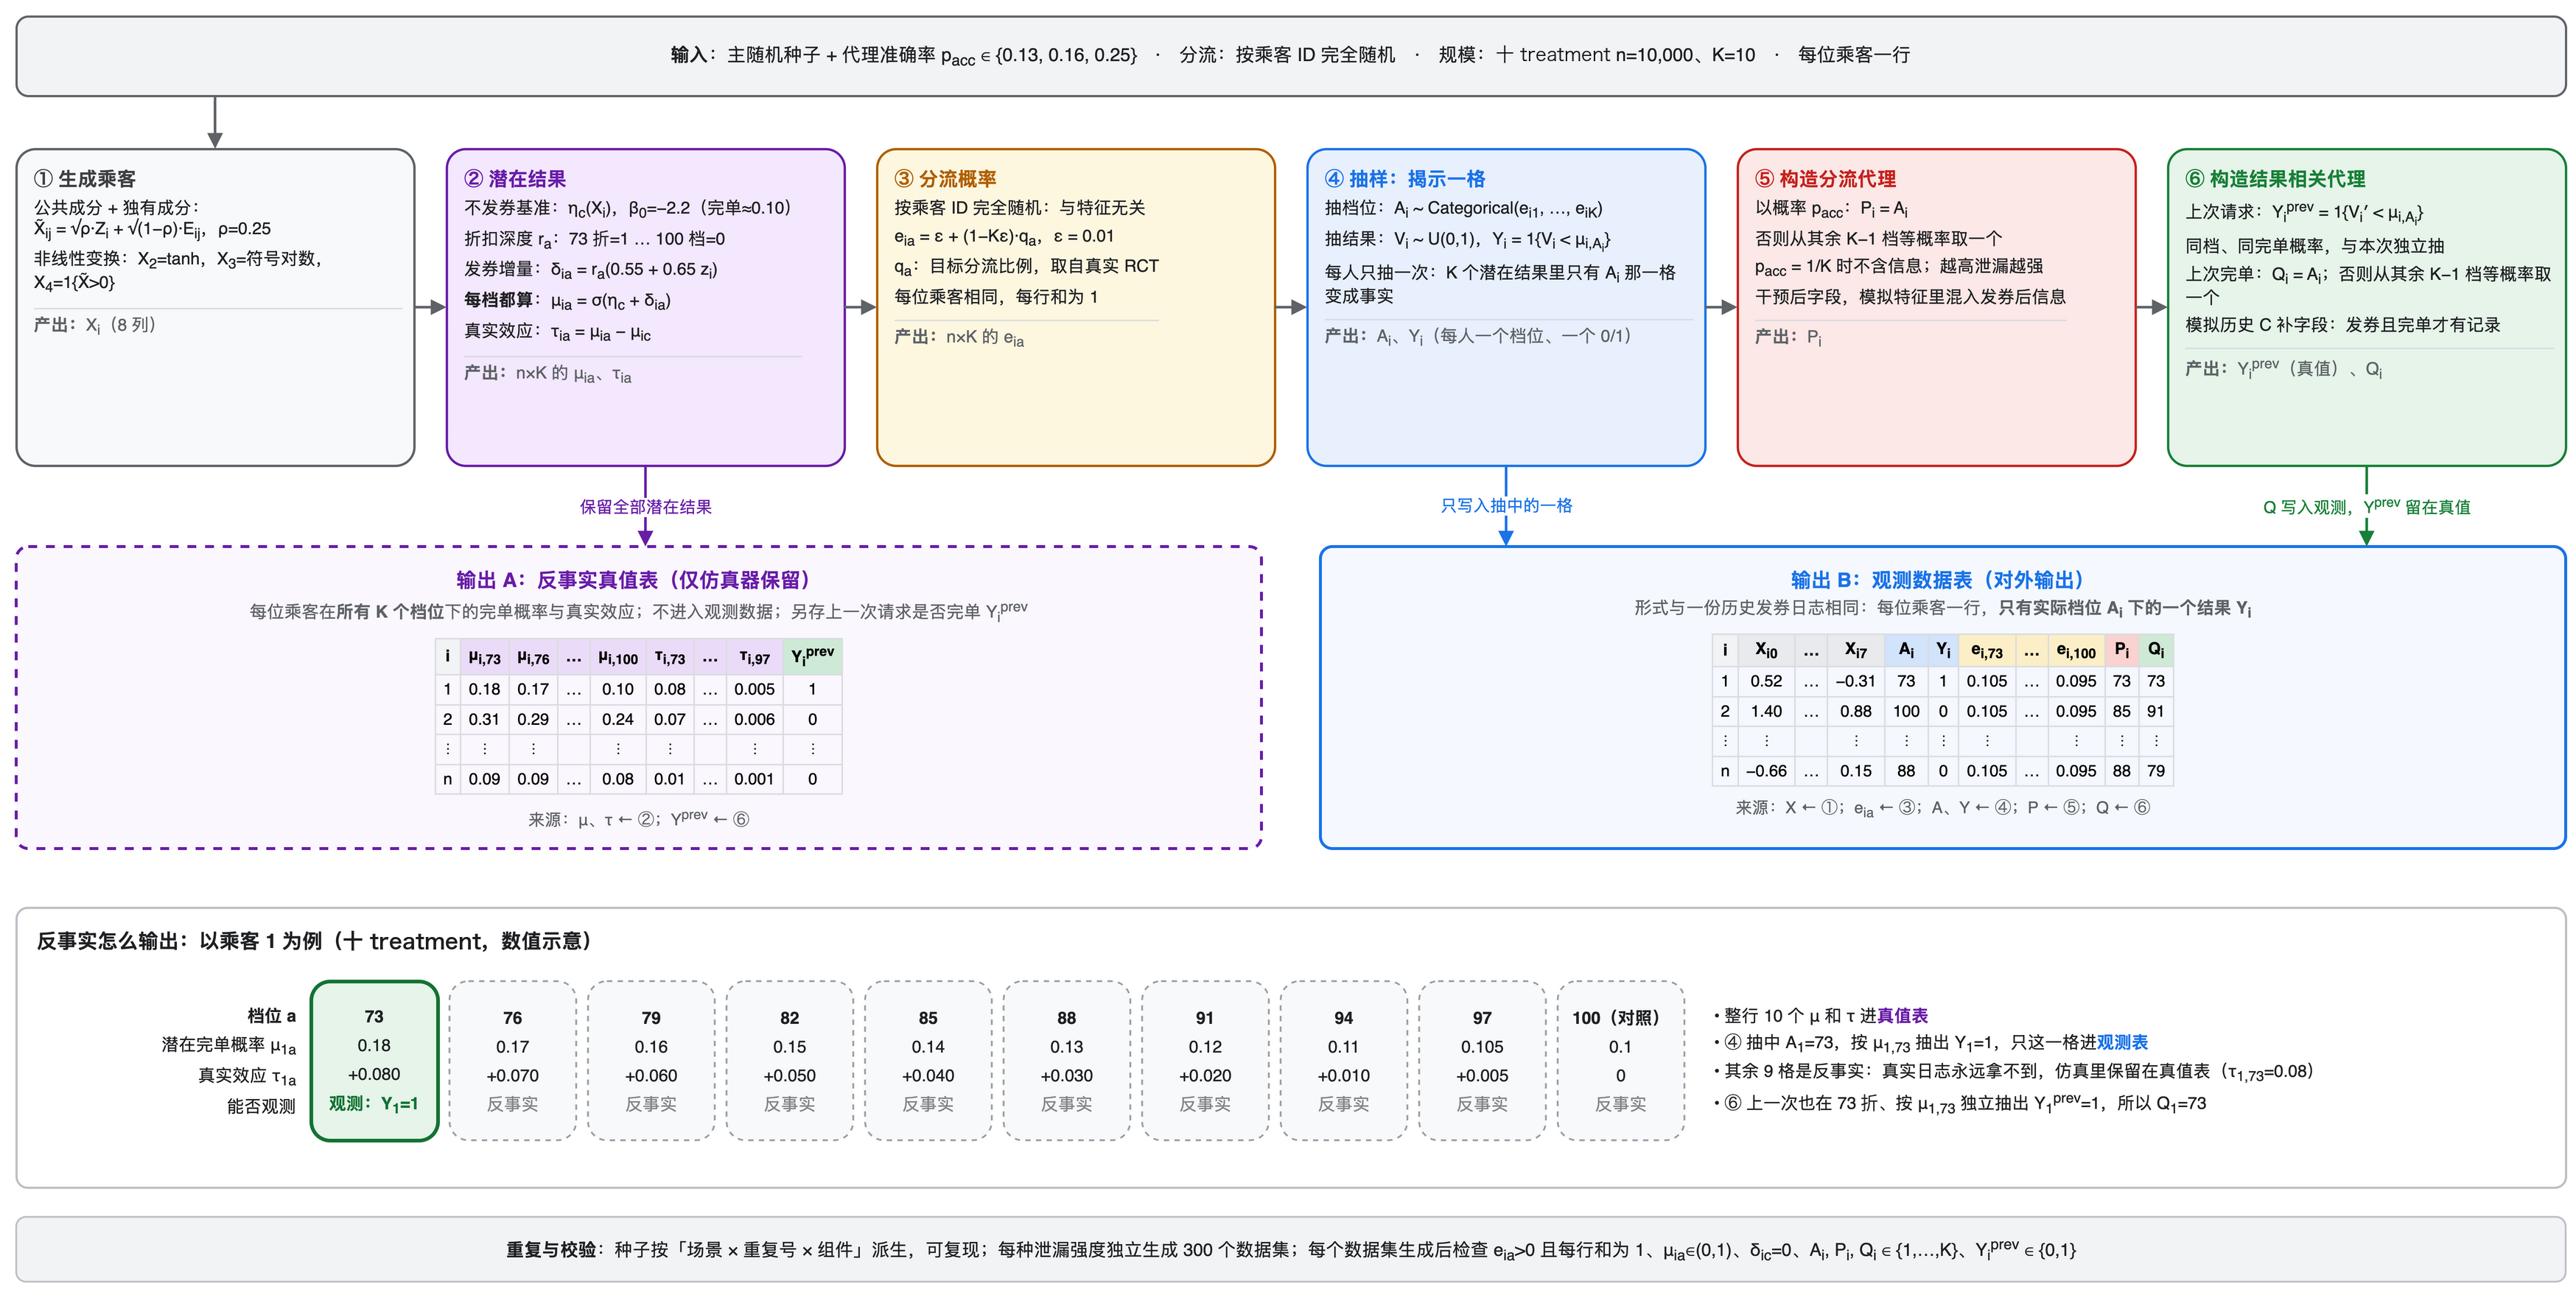 输入：主随机种子 + 代理准确率 pacc ∈ {0.13, 0.16, 0.25} · 分流：按乘客 ID 完全随机 · 规模：十 treatment n=10,000、K=10 · 每位乘客一行
① 生成乘客
公共成分 + 独有成分：
X̃ij = √ρ·Zi + √(1−ρ)·Eij，ρ=0.25
非线性变换：X2=tanh，X3=符号对数，
X4=1{X̃>0}
产出：Xi（8 列）
② 潜在结果
不发券基准：ηc(Xi)，β0=−2.2（完单≈0.10）
折扣深度 ra：73 折=1 … 100 档=0
发券增量：δia = ra(0.55 + 0.65 zi)
每档都算：μia = σ(ηc + δia)
真实效应：τia = μia − μic
产出：n×K 的 μia、τia
③ 分流概率
按乘客 ID 完全随机：与特征无关
eia = ε + (1−Kε)·qa，ε = 0.01
qa：目标分流比例，取自真实 RCT
每位乘客相同，每行和为 1
产出：n×K 的 eia
④ 抽样：揭示一格
抽档位：Ai ~ Categorical(ei1, …, eiK)
抽结果：Vi ~ U(0,1)，Yi = 1{Vi < μi,Ai}
每人只抽一次：K 个潜在结果里只有 Ai 那一格
变成事实
产出：Ai、Yi（每人一个档位、一个 0/1）
⑤ 构造分流代理
以概率 pacc：Pi = Ai
否则从其余 K−1 档等概率取一个
pacc = 1/K 时不含信息；越高泄漏越强
干预后字段，模拟特征里混入发券后信息
产出：Pi
⑥ 构造结果相关代理
上次请求：Yiprev = 1{Vi′ < μi,Ai}
同档、同完单概率，与本次独立抽
上次完单：Qi = Ai；否则从其余 K−1 档等概率取
一个
模拟历史 C 补字段：发券且完单才有记录
产出：Yiprev（真值）、Qi
保留全部潜在结果
只写入抽中的一格
Q 写入观测，Yprev 留在真值
输出 A：反事实真值表（仅仿真器保留）
每位乘客在所有 K 个档位下的完单概率与真实效应；不进入观测数据；另存上一次请求是否完单 Yiprev
i μi,73 μi,76 … μi,100 τi,73 … τi,97 Yiprev
1 0.18 0.17 … 0.10 0.08 … 0.005 1
2 0.31 0.29 … 0.24 0.07 … 0.006 0
⋮ ⋮ ⋮ ⋮ ⋮ ⋮ ⋮
n 0.09 0.09 … 0.08 0.01 … 0.001 0
来源：μ、τ ← ②；Yprev ← ⑥
输出 B：观测数据表（对外输出）
形式与一份历史发券日志相同：每位乘客一行，只有实际档位 Ai 下的一个结果 Yi
i Xi0 … Xi7 Ai Yi ei,73 … ei,100 Pi Qi
1 0.52 … −0.31 73 1 0.105 … 0.095 73 73
2 1.40 … 0.88 100 0 0.105 … 0.095 85 91
⋮ ⋮ ⋮ ⋮ ⋮ ⋮ ⋮ ⋮ ⋮
n −0.66 … 0.15 88 0 0.105 … 0.095 88 79
来源：X ← ①；eia ← ③；A、Y ← ④；P ← ⑤；Q ← ⑥
反事实怎么输出：以乘客 1 为例（十 treatment，数值示意）
档位 a 73 76 79 82 85 88 91 94 97 100（对照）
潜在完单概率 μ1a 0.18 0.17 0.16 0.15 0.14 0.13 0.12 0.11 0.105 0.1
真实效应 τ1a +0.080 +0.070 +0.060 +0.050 +0.040 +0.030 +0.020 +0.010 +0.005 0
能否观测 观测：Y1=1 反事实 反事实 反事实 反事实 反事实 反事实 反事实 反事实 反事实
• 整行 10 个 μ 和 τ 进真值表
• ④ 抽中 A1=73，按 μ1,73 抽出 Y1=1，只这一格进观测表
• 其余 9 格是反事实：真实日志永远拿不到，仿真里保留在真值表（τ1,73=0.08）
• ⑥ 上一次也在 73 折、按 μ1,73 独立抽出 Y1prev=1，所以 Q1=73
重复与校验：种子按「场景 × 重复号 × 组件」派生，可复现；每种泄漏强度独立生成 300 个数据集；每个数据集生成后检查 eia>0 且每行和为 1、μia∈(0,1)、δic=0、Ai, Pi, Qi ∈ {1,…,K}、Yiprev ∈ {0,1}